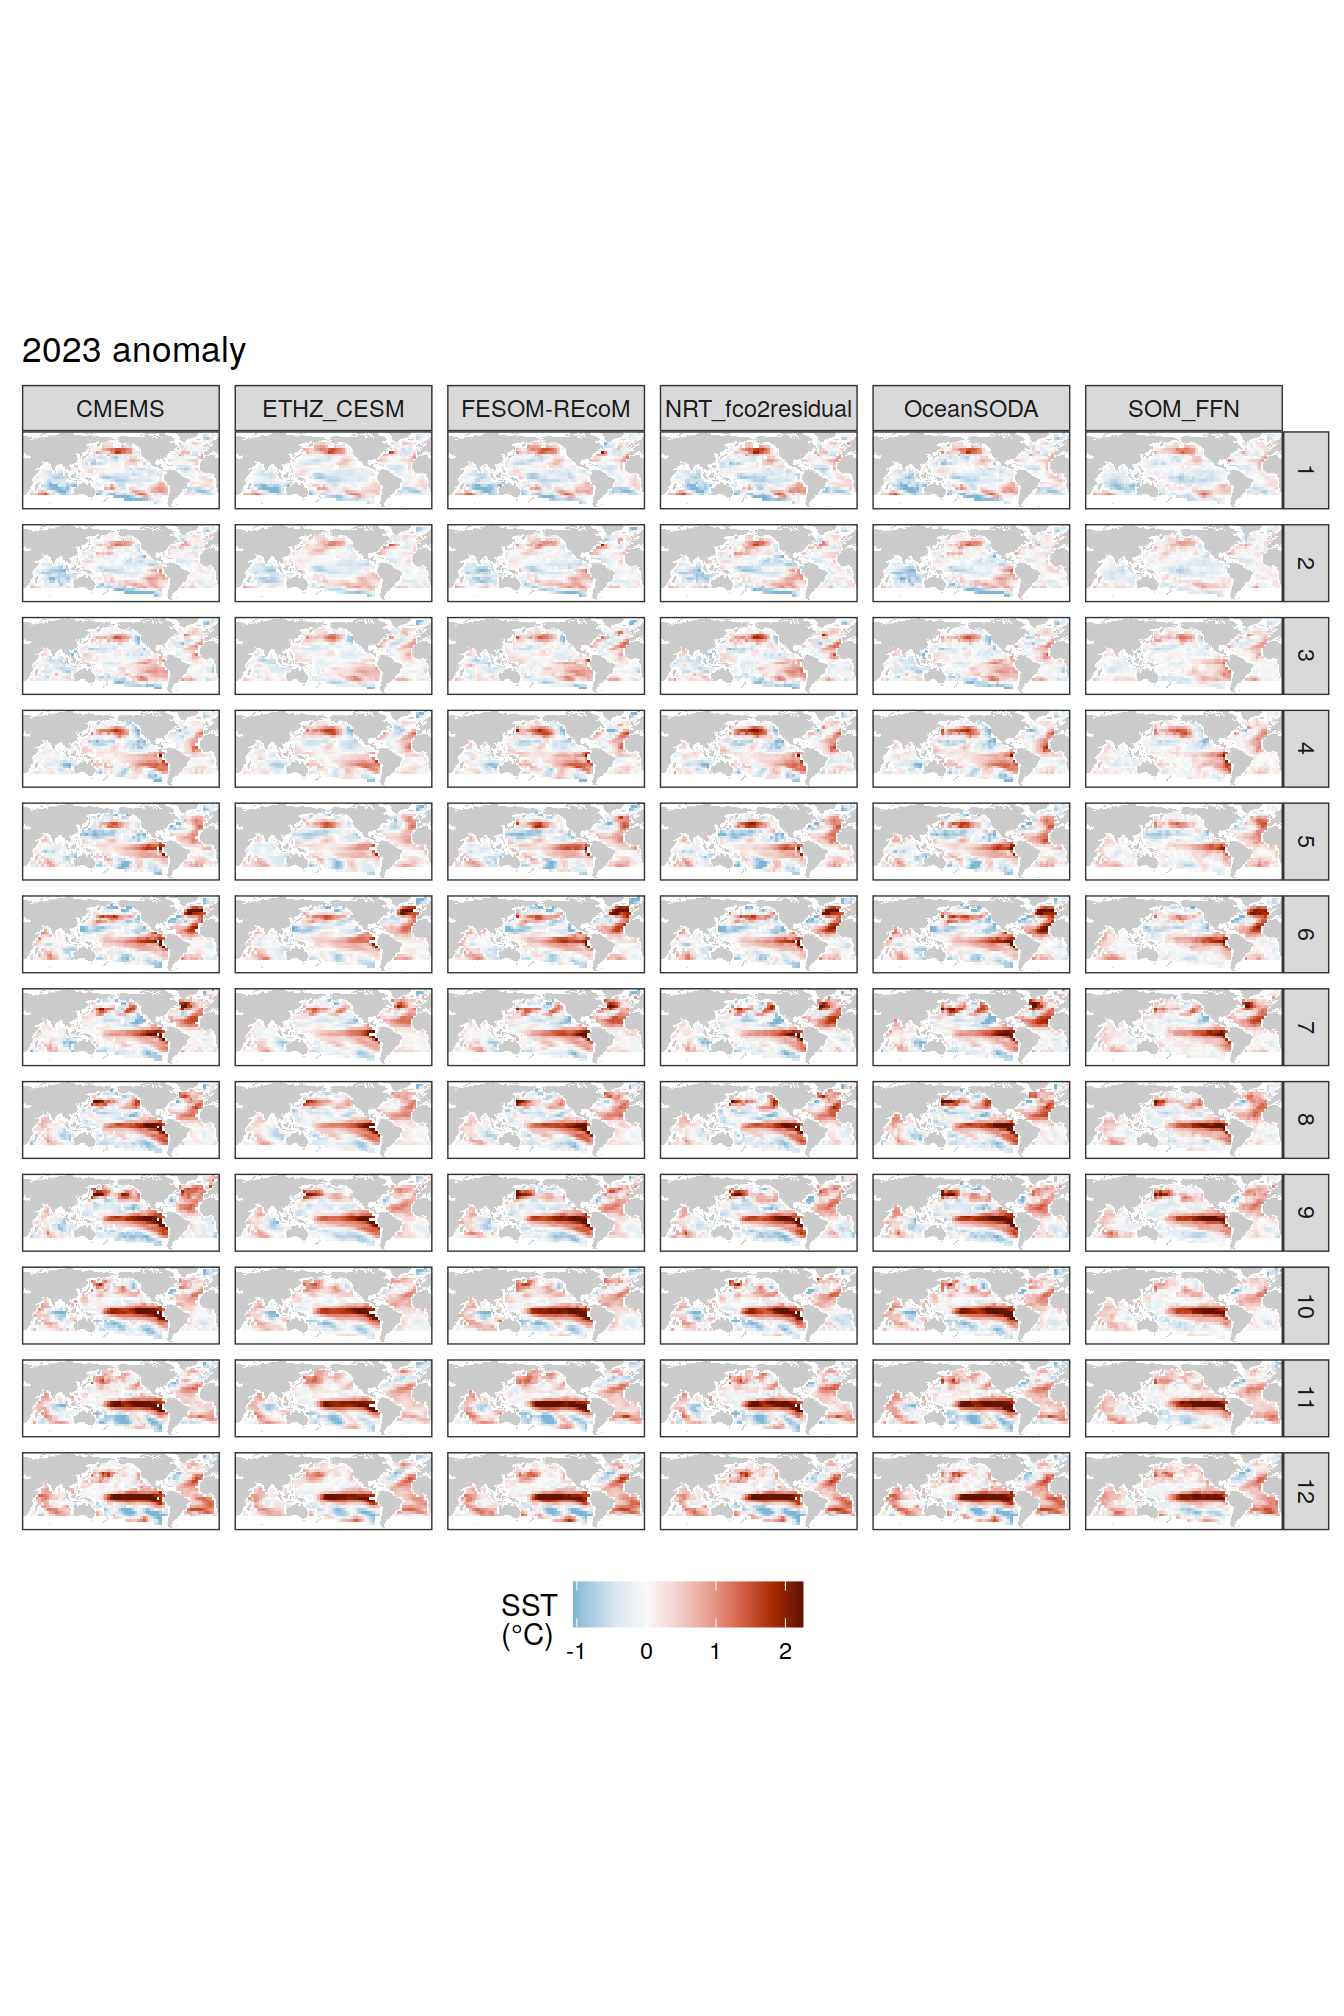 2023 anomaly
CMEMS ETHZ_CESM FESOM-REcoM NRT_fco2residual OceanSODA SOM_FFN
1
2
3
4
5
6
7
8
9
10
11
12
SST
(°C)
-1 0 1 2